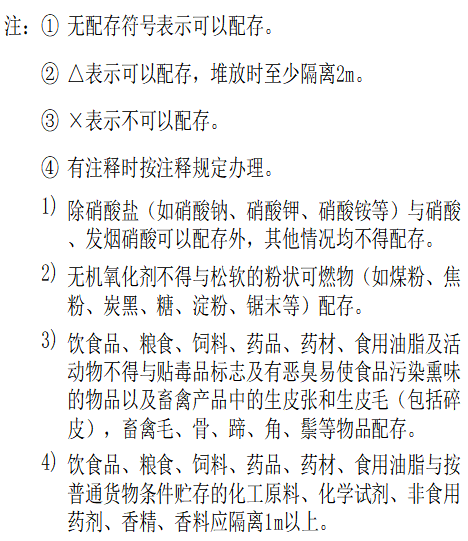 注：① 无配存符号表示可以配存。
② △表示可以配存，堆放时至少隔离2m。
③ ×表示不可以配存。
④ 有注释时按注释规定办理。
1) 除硝酸盐（如硝酸钠、硝酸钾、硝酸铵等）与硝酸
、发烟硝酸可以配存外，其他情况均不得配存。
2) 无机氧化剂不得与松软的粉状可燃物（如煤粉、焦
粉、炭黑、糖、淀粉、锯末等）配存。
3) 饮食品、粮食、饲料、药品、药材、食用油脂及活
动物不得与贴毒品标志及有恶臭易使食品污染熏味
的物品以及畜禽产品中的生皮张和生皮毛（包括碎
皮），畜禽毛、骨、蹄、角、鬃等物品配存。
4) 饮食品、粮食、饲料、药品、药材、食用油脂与按
普通货物条件贮存的化工原料、化学试剂、非食用
药剂、香精、香料应隔离1m以上。